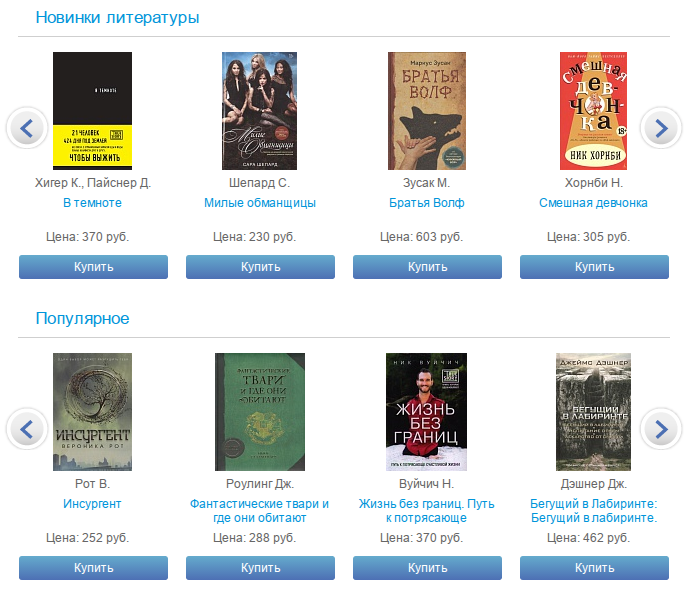 Новинки литературы
В ТЕМНОТЕ
21 ЧЕЛОВЕК
424 ДНЯ ПОД ЗЕМЛЕЙ
ЧТОБЫ ВЫЖИТЬ
Милые
Обманщицы
САРА ШЕПАРД
Маркус Зусак
БРАТЬЯ
ВОЛФ
Смешная
дев-
чон-
ка
18+
НИК ХОРНБИ
Хигер К., Пайснер Д.
Шепард С.
Зусак М.
Хорнби Н.
В темноте
Милые обманщицы
Братья Волф
Смешная девчонка
Цена: 370 руб.
Цена: 230 руб.
Цена: 603 руб.
Цена: 305 руб.
Купить
Купить
Купить
Купить
Популярное
ИНСУРГЕНТ
ВЕРОНИКА РОТ
ФАНТАСТИЧЕСКИЕ
ТВАРИ
И ГДЕ ОНИ
ОБИТАЮТ
НИК ВУЙЧИЧ
ЖИЗНЬ
БЕЗ
ГРАНИЦ
ПУТЬ К ПОТРЯСАЮЩЕ СЧАСТЛИВОЙ ЖИЗНИ
ДЖЕЙМС ДЭШНЕР
БЕГУЩИЙ
В ЛАБИРИНТЕ
Рот В.
Роулинг Дж.
Вуйчич Н.
Дэшнер Дж.
Инсургент
Фантастические твари и
где они обитают
Жизнь без границ. Путь
к потрясающе
Бегущий в Лабиринте:
Бегущий в лабиринте.
Цена: 252 руб.
Цена: 288 руб.
Цена: 370 руб.
Цена: 462 руб.
Купить
Купить
Купить
Купить